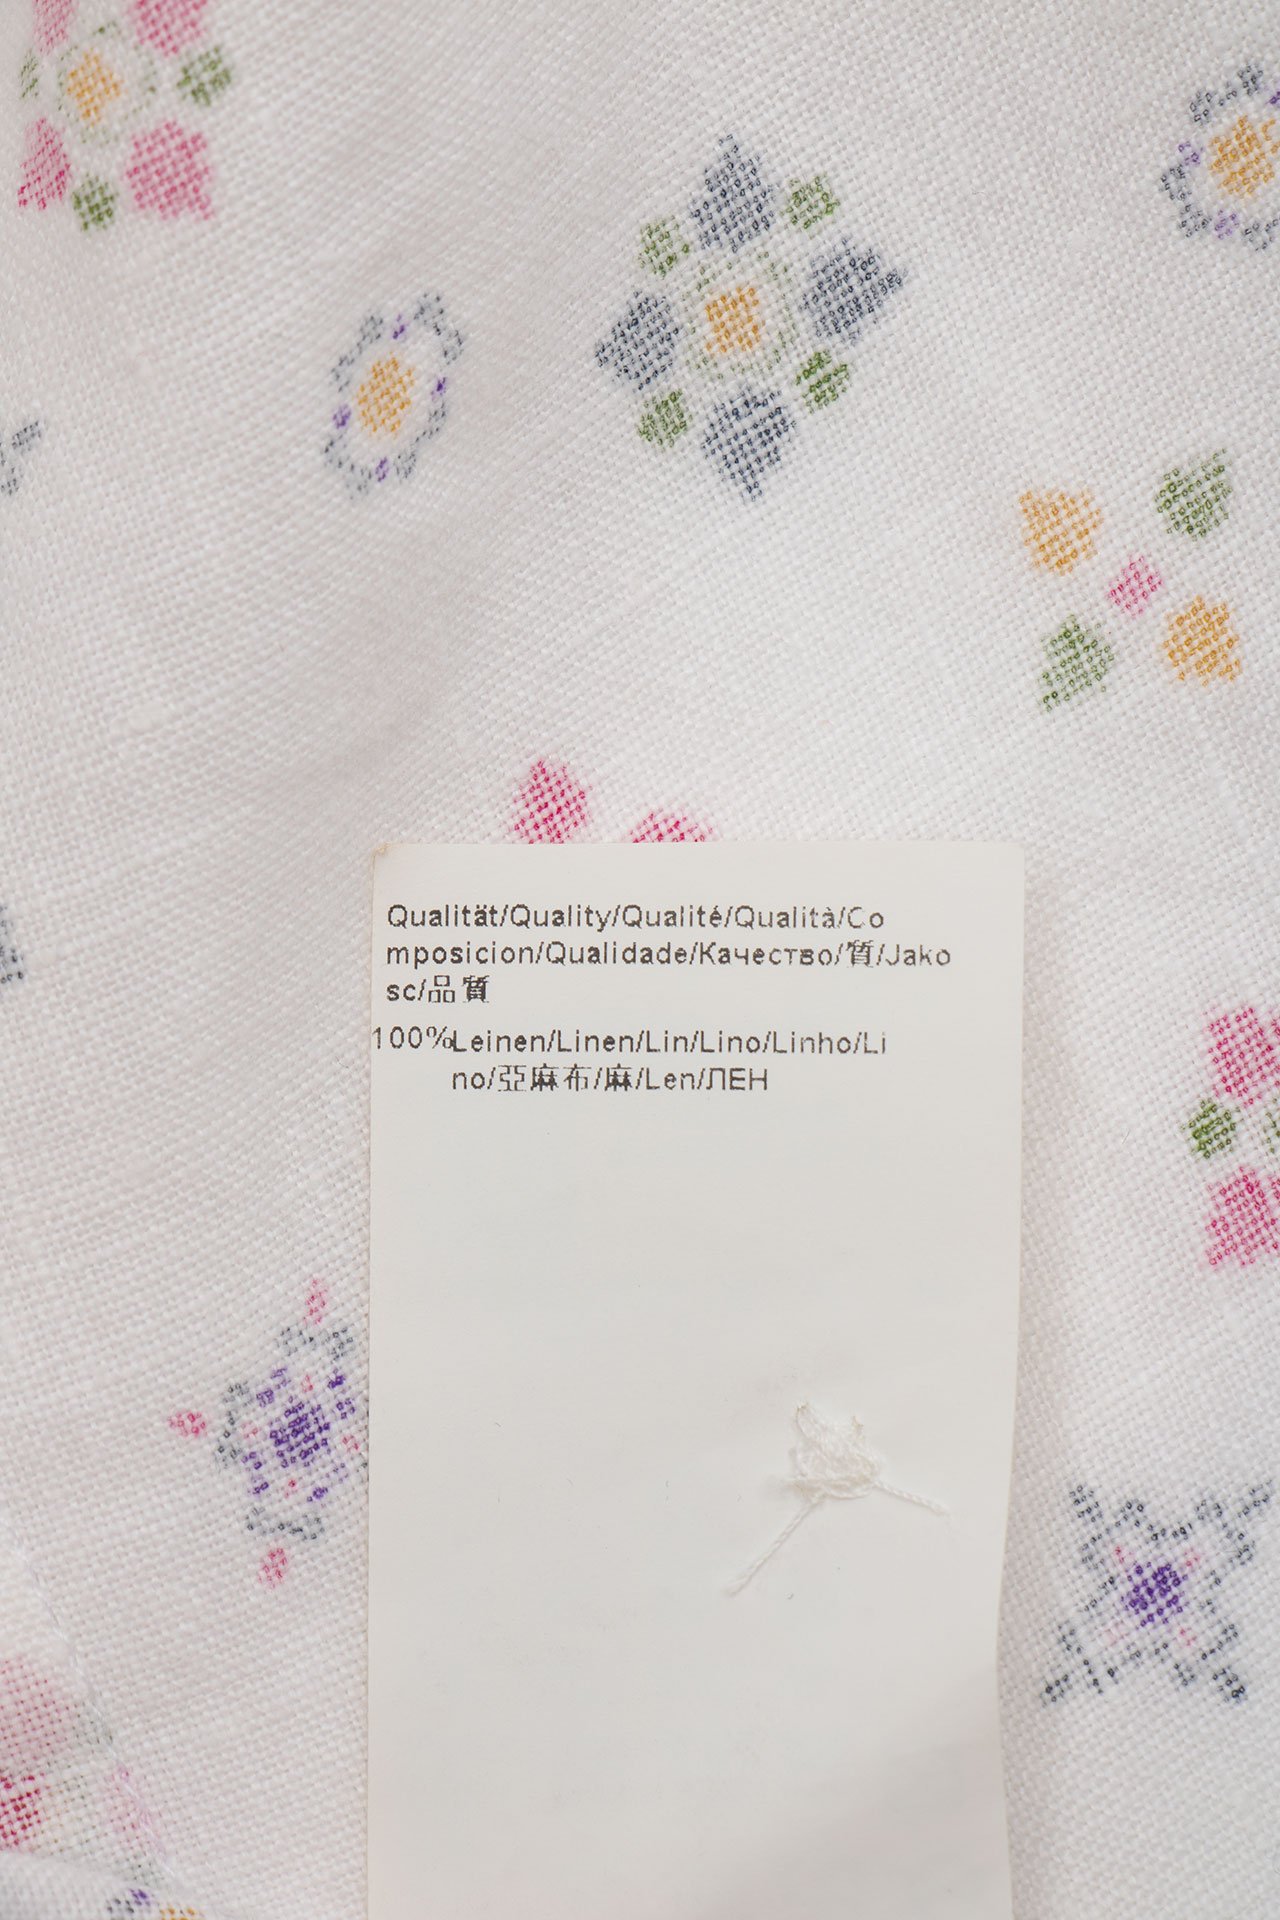 Qualität/Quality/Qualité/Qualità/Co
mposicion/Qualidade/Качество/質/Jako
sc/品質
100%Leinen/Linen/Lin/Lino/Linho/Li
no/亞麻布/麻/Len/ЛЕН